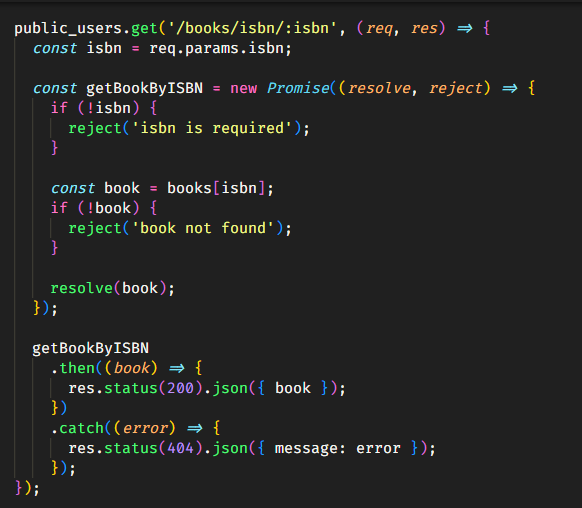 public_users.get('/books/isbn/:isbn', (req, res) => {
  const isbn = req.params.isbn;

  const getBookByISBN = new Promise((resolve, reject) => {
    if (!isbn) {
      reject('isbn is required');
    }

    const book = books[isbn];
    if (!book) {
      reject('book not found');
    }

    resolve(book);
  });

  getBookByISBN
    .then((book) => {
      res.status(200).json({ book });
    })
    .catch((error) => {
      res.status(404).json({ message: error });
    });
});